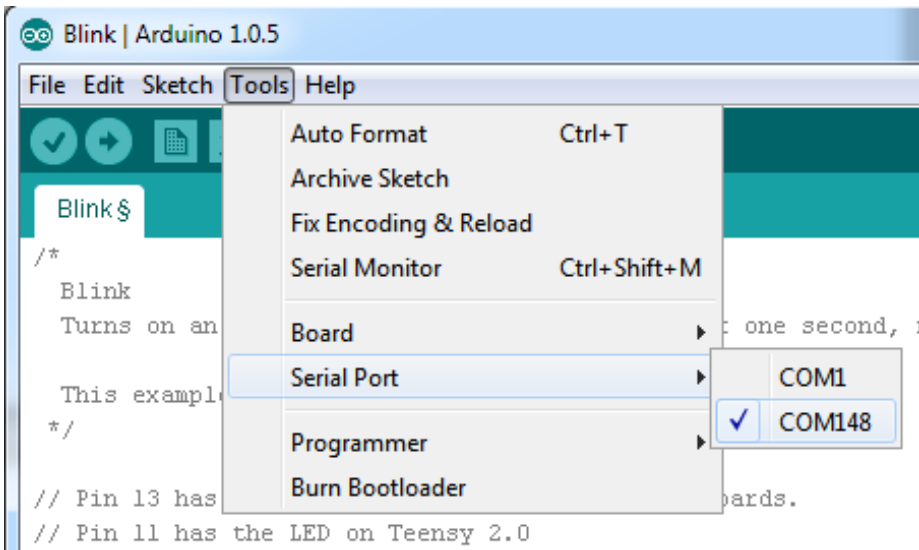 Blink | Arduino 1.0.5
File Edit Sketch Tools Help
Auto Format Ctrl+T
Archive Sketch
Fix Encoding & Reload
Serial Monitor Ctrl+Shift+M
Board
Serial Port
Programmer
Burn Bootloader
COM1
COM148
Blink §
/*
Blink
Turns on an one second,
This
*/
// Pin 13 has
// Pin 11 has the LED on Teensy 2.0